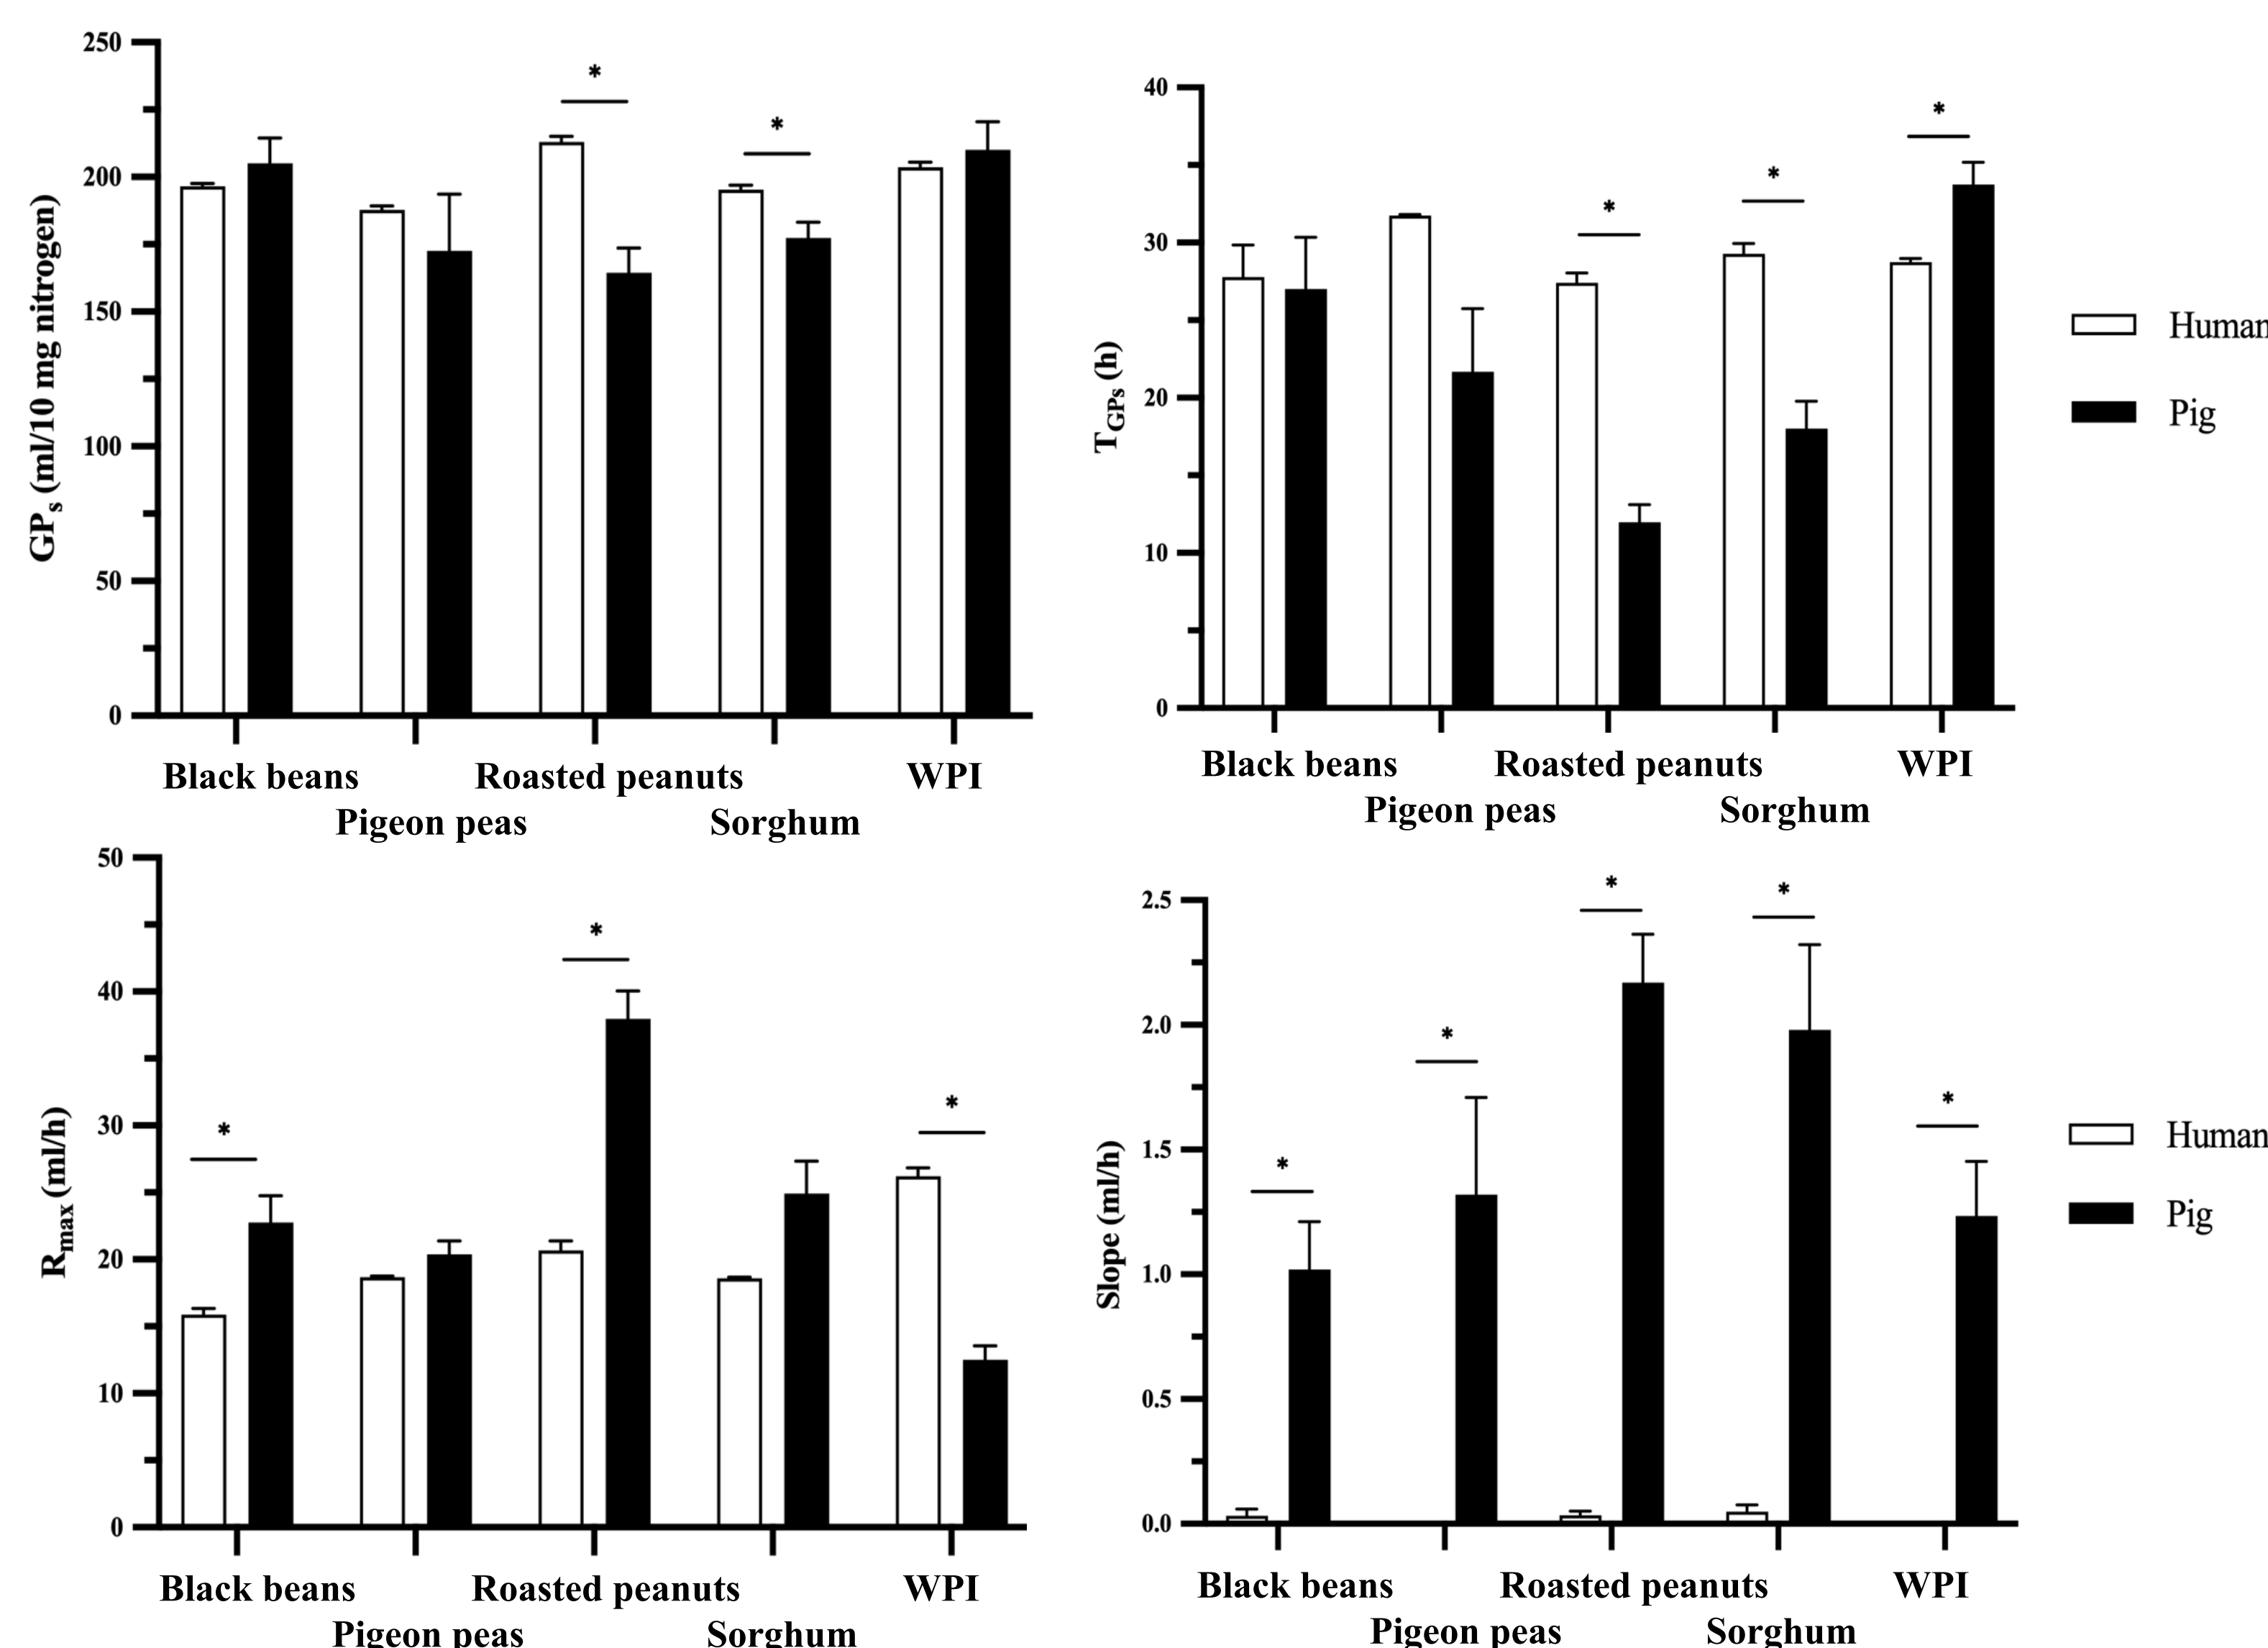 250
200
150
100
50
0
GPs (ml/10 mg nitrogen)
*
*
Black beans
Roasted peanuts
WPI
Pigeon peas
Sorghum
40
30
20
10
0
TGPs (h)
*
*
*
Black beans
Roasted peanuts
WPI
Pigeon peas
Sorghum
Human
Pig
50
40
30
20
10
0
Rmax (ml/h)
*
*
*
Black beans
Roasted peanuts
WPI
Pigeon peas
Sorghum
2.5
2.0
1.5
1.0
0.5
0.0
Slope (ml/h)
*
*
*
*
*
Black beans
Roasted peanuts
WPI
Pigeon peas
Sorghum
Human
Pig